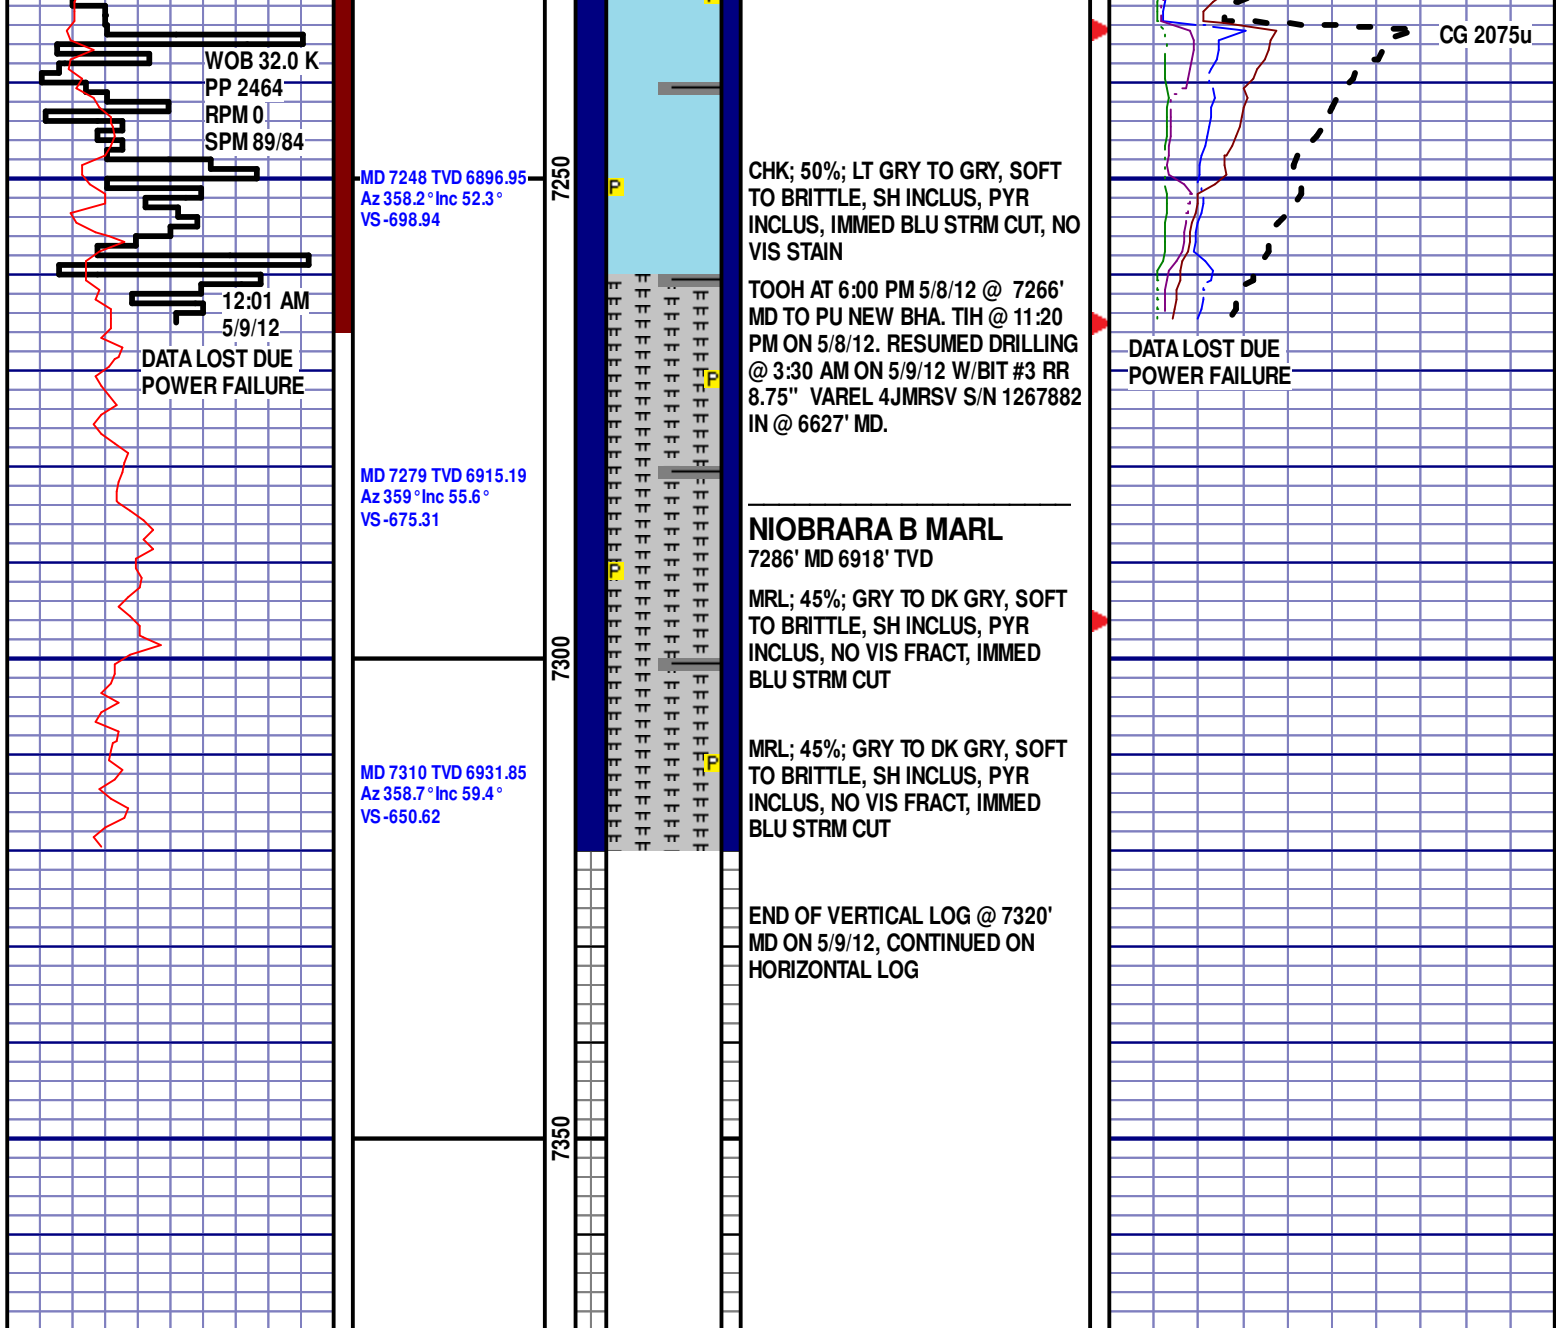 WOB 32.0 K
PP 2464
RPM 0
SPM 89/84
12:01 AM
5/9/12
DATA LOST DUE
POWER FAILURE
MD 7248 TVD 6896.95
Az 358.2° Inc 52.3°
VS -698.94
MD 7279 TVD 6915.19
Az 359° Inc 55.6°
VS -675.31
MD 7310 TVD 6931.85
Az 358.7° Inc 59.4°
VS -650.62
7250
7300
7350
P
P
P
P
CHK; 50%; LT GRY TO GRY, SOFT
TO BRITTLE, SH INCLUS, PYR
INCLUS, IMMED BLU STRM CUT, NO
VIS STAIN
TOOH AT 6:00 PM 5/8/12 @ 7266'
MD TO PU NEW BHA. TIH @ 11:20
PM ON 5/8/12. RESUMED DRILLING
@ 3:30 AM ON 5/9/12 W/BIT #3 RR
8.75" VAREL 4JMRSV S/N 1267882
IN @ 6627' MD.
NIOBRARA B MARL
7286' MD 6918' TVD
MRL; 45%; GRY TO DK GRY, SOFT
TO BRITTLE, SH INCLUS, PYR
INCLUS, NO VIS FRACT, IMMED
BLU STRM CUT
MRL; 45%; GRY TO DK GRY, SOFT
TO BRITTLE, SH INCLUS, PYR
INCLUS, NO VIS FRACT, IMMED
BLU STRM CUT
END OF VERTICAL LOG @ 7320'
MD ON 5/9/12, CONTINUED ON
HORIZONTAL LOG
CG 2075u
DATA LOST DUE
POWER FAILURE